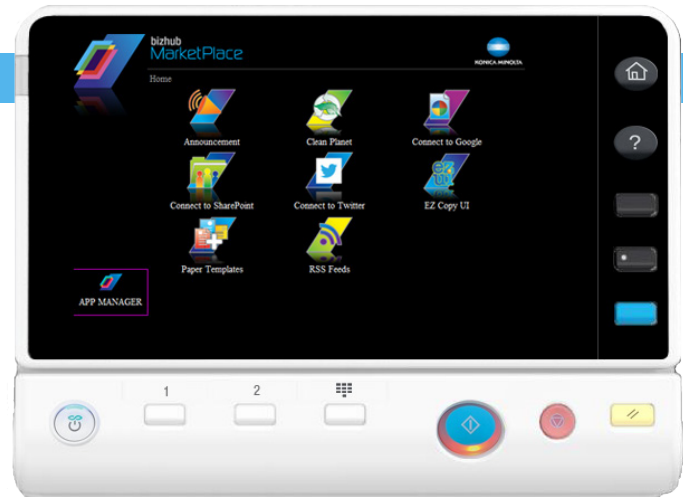 bizhub
MarketPlace
KONICA MINOLTA
Home
Announcement
Clean Planet
Connect to Google
Connect to SharePoint
Connect to Twitter
EZ Copy UI
Paper Templates
RSS Feeds
APP MANAGER
?
1 2